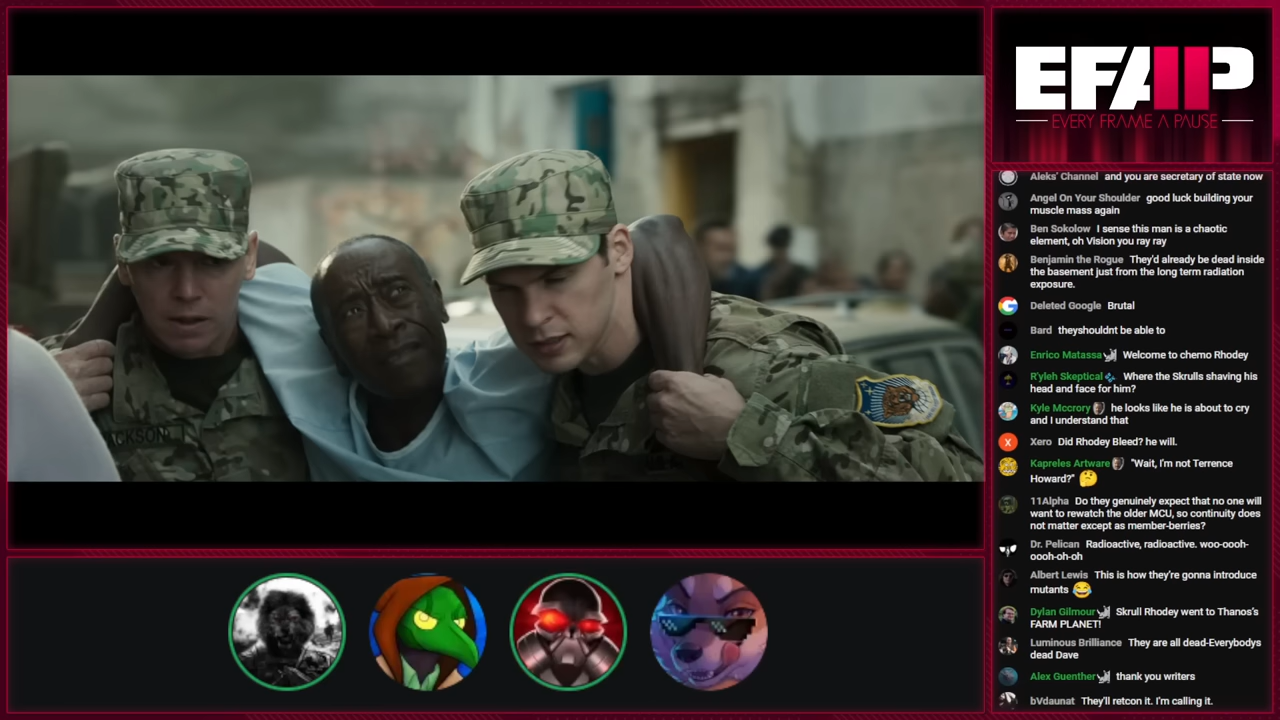 EFAP
EVERY FRAME A PAUSE
Aleks' Channel and you are secretary of state now
Angel On Your Shoulder good luck building your
muscle mass again
Ben Sokolow I sense this man is a chaotic
element, oh Vision you ray ray
Benjamin the Rogue They'd already be dead inside
the basement just from the long term radiation
exposure.
Deleted Google Brutal
Bard theyshouldnt be able to
Enrico Matassa Welcome to chemo Rhodey
R'yleh Skeptical Where the Skrulls shaving his
head and face for him?
Kyle Mccrory he looks like he is about to cry
and I understand that
Xero Did Rhodey Bleed? he will.
Kapreles Artware "Wait, I'm not Terrence
Howard?" 🤔
11Alpha Do they genuinely expect that no one will
want to rewatch the older MCU, so continuity does
not matter except as member-berries?
Dr. Pelican Radioactive, radioactive. woo-oooh-
oooh-oh-oh
Albert Lewis This is how they're gonna introduce
mutants 😂
Dylan Gilmour Skrull Rhodey went to Thanos's
FARM PLANET!
Luminous Brilliance They are all dead-Everybodys
dead Dave
Alex Guenther thank you writers
bVdaunat They'll retcon it. I'm calling it.
ACKSON
X